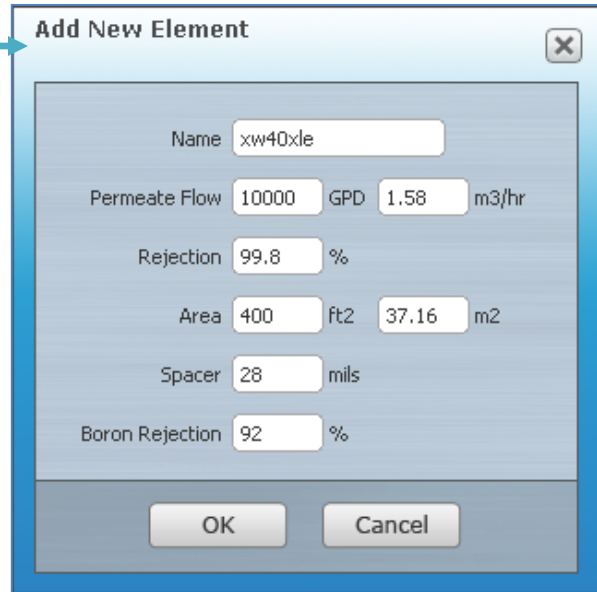 Add New Element
Name xw40xle
Permeate Flow 10000 GPD 1.58 m3/hr
Rejection 99.8 %
Area 400 ft2 37.16 m2
Spacer 28 mils
Boron Rejection 92 %
OK Cancel